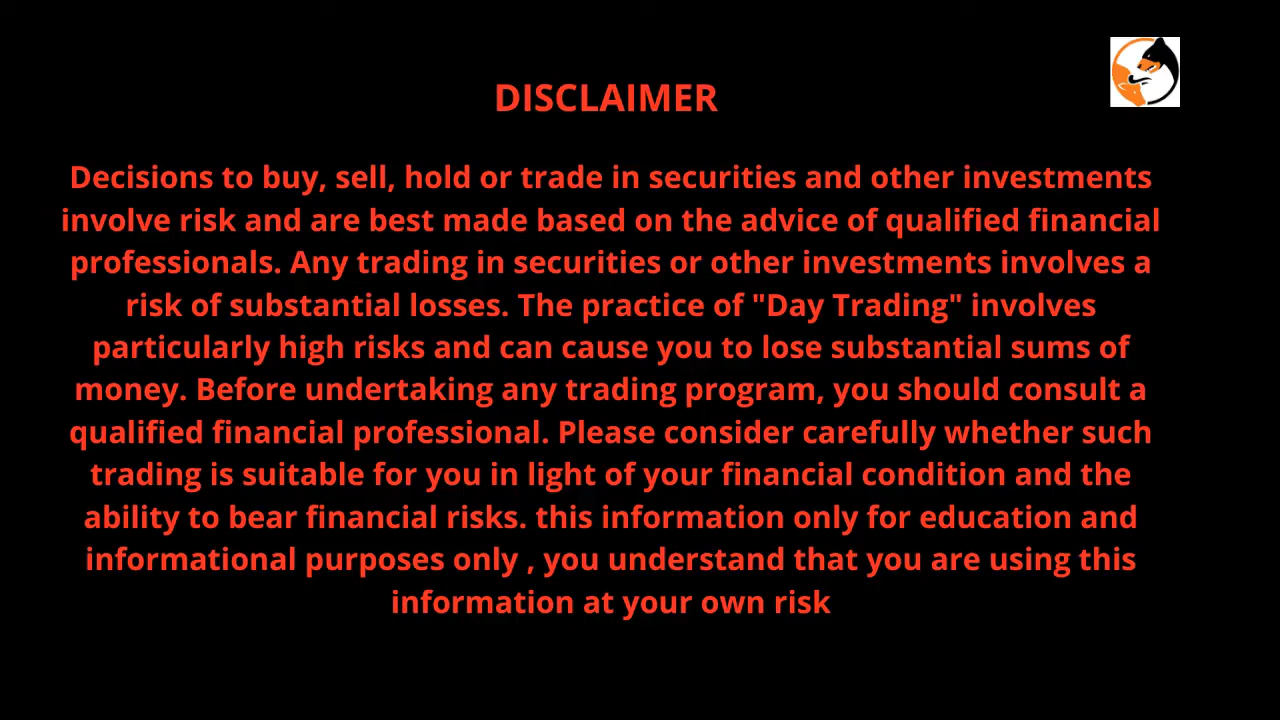 DISCLAIMER
Decisions to buy, sell, hold or trade in securities and other investments
involve risk and are best made based on the advice of qualified financial
professionals. Any trading in securities or other investments involves a
risk of substantial losses. The practice of "Day Trading" involves
particularly high risks and can cause you to lose substantial sums of
money. Before undertaking any trading program, you should consult a
qualified financial professional. Please consider carefully whether such
trading is suitable for you in light of your financial condition and the
ability to bear financial risks. this information only for education and
informational purposes only , you understand that you are using this
information at your own risk